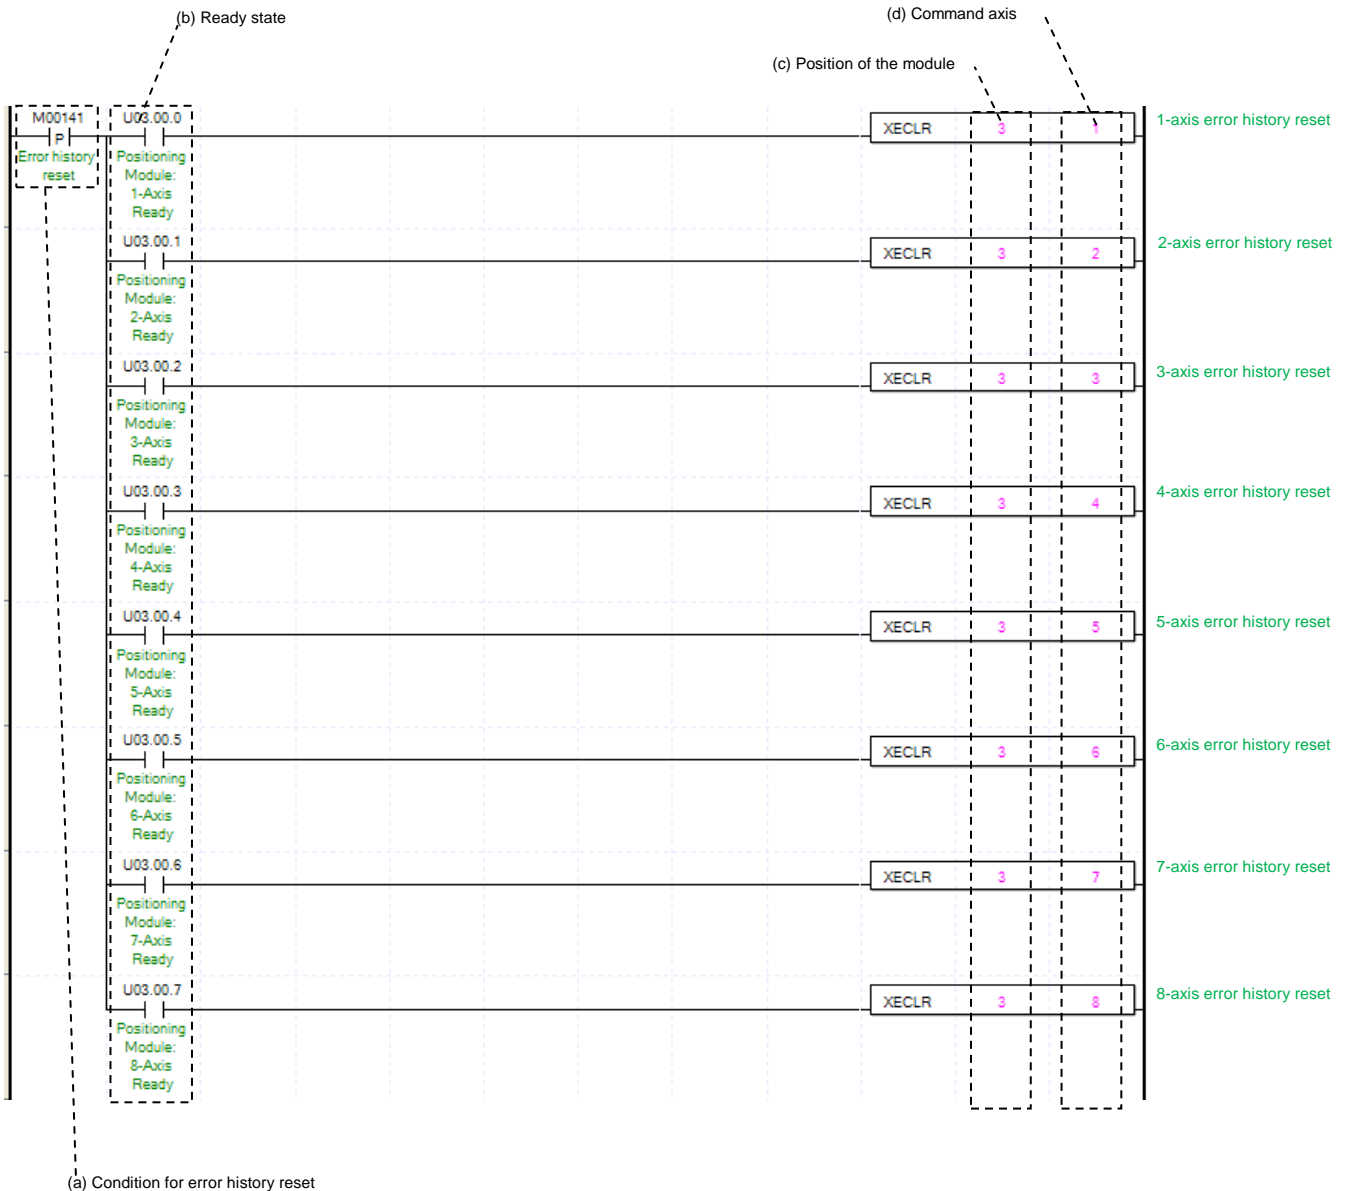 (b) Ready state
(d) Command axis
(c) Position of the module
M00141
P
Error history
reset
U03.00.0
Positioning
Module:
1-Axis
Ready
XECLR 3 1
1-axis error history reset
U03.00.1
Positioning
Module:
2-Axis
Ready
XECLR 3 2
2-axis error history reset
U03.00.2
Positioning
Module:
3-Axis
Ready
XECLR 3 3
3-axis error history reset
U03.00.3
Positioning
Module:
4-Axis
Ready
XECLR 3 4
4-axis error history reset
U03.00.4
Positioning
Module:
5-Axis
Ready
XECLR 3 5
5-axis error history reset
U03.00.5
Positioning
Module:
6-Axis
Ready
XECLR 3 6
6-axis error history reset
U03.00.6
Positioning
Module:
7-Axis
Ready
XECLR 3 7
7-axis error history reset
U03.00.7
Positioning
Module:
8-Axis
Ready
XECLR 3 8
8-axis error history reset
(a) Condition for error history reset